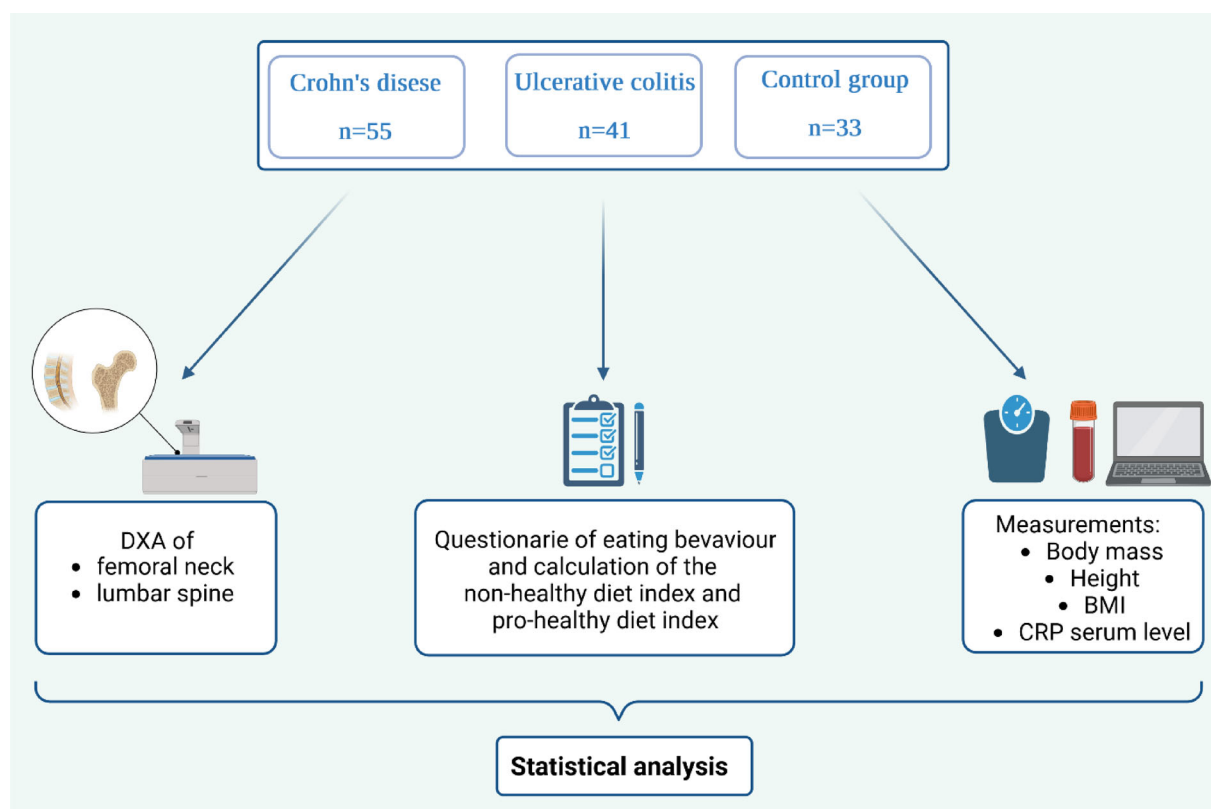 Crohn's disese
n=55
Ulcerative colitis
n=41
Control group
n=33
DXA of
• femoral neck
• lumbar spine
Questionarie of eating bevaviour
and calculation of the
non-healthy diet index and
pro-healthy diet index
Measurements:
• Body mass
• Height
• BMI
• CRP serum level
Statistical analysis